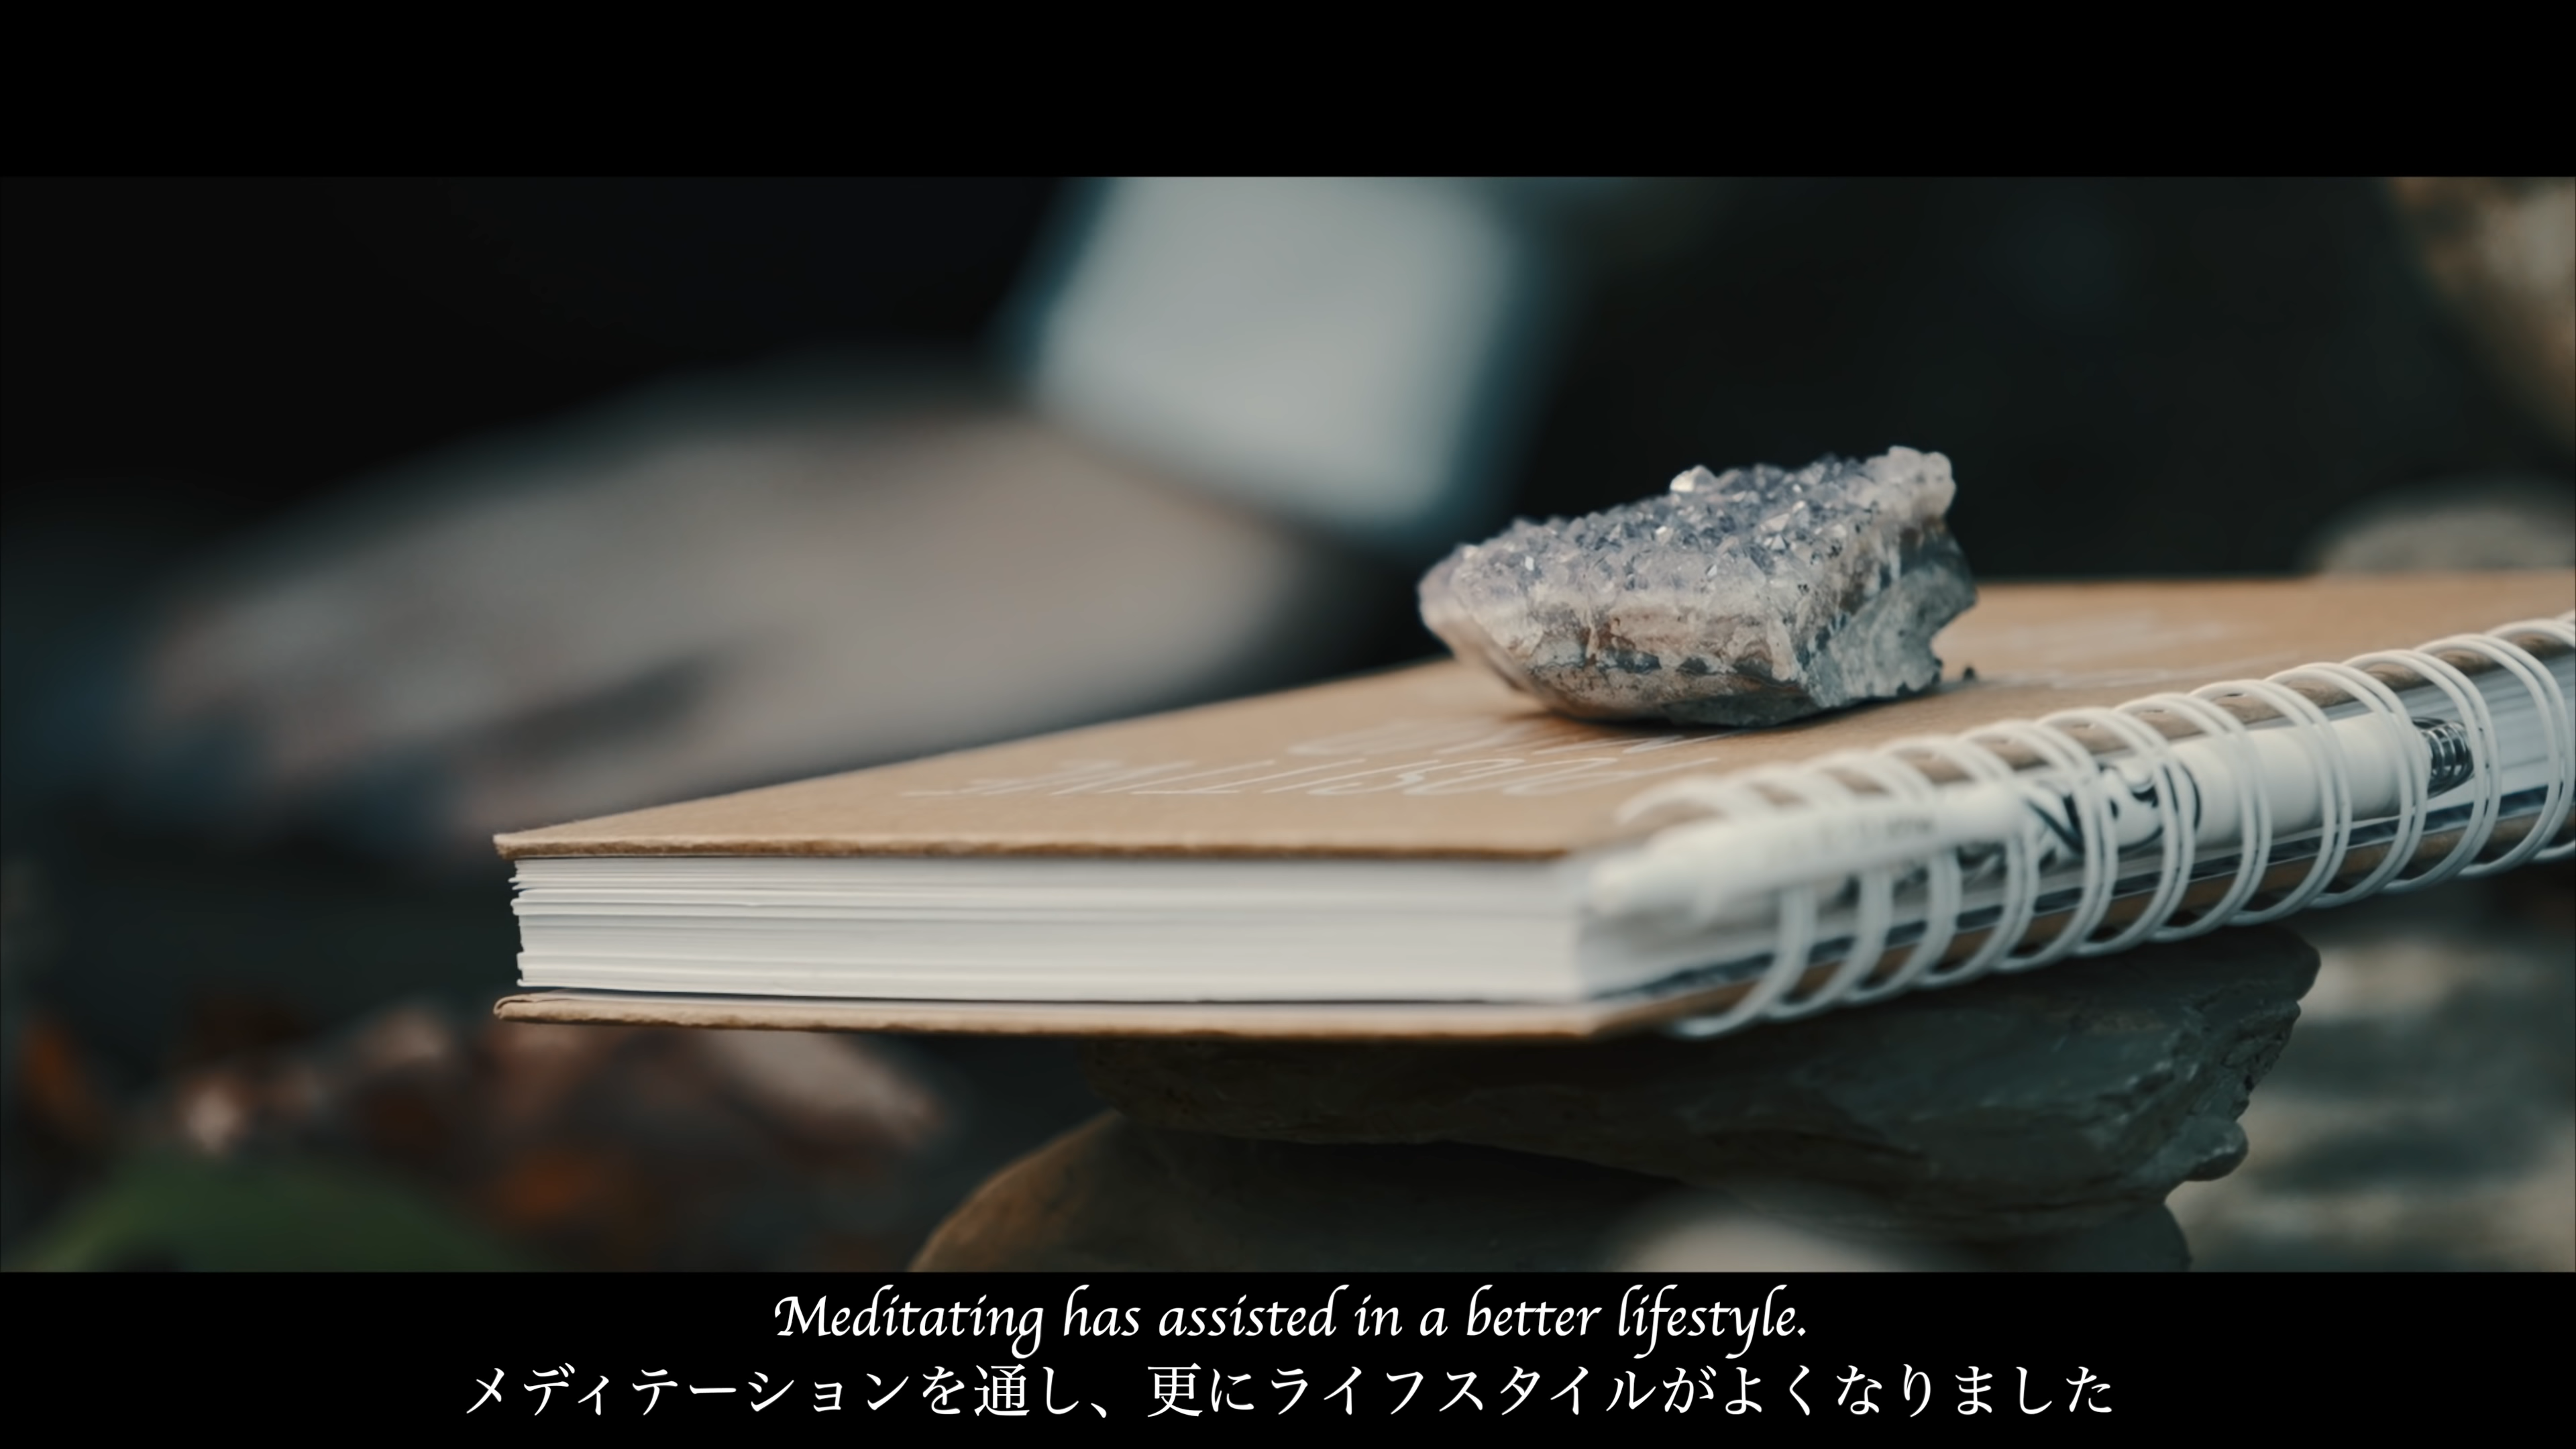 POSITIVE
Meditating has assisted in a better lifestyle.
メディテーションを通し、更にライフスタイルがよくなりました